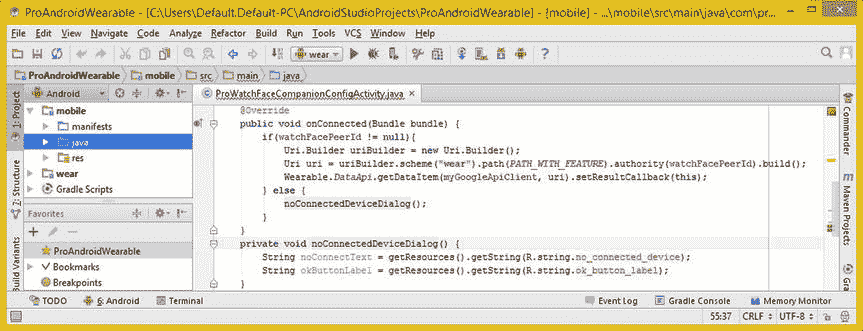 ProAndroidWearable - [C:\Users\Default.Default-PC\AndroidStudioProjects\ProAndroidWearable] - [mobile] - ...\mobile\src\main\java\com\pr...
File Edit View Navigate Code Analyze Refactor Build Run Tools VCS Window Help
wear
ProAndroidWearable mobile src main java
Android
ProWatchFaceCompanionConfigActivity.java
1: Project
Commander
mobile
manifests
java
res
wear
Gradle Scripts
@Override
public void onConnected(Bundle bundle) {
if(watchFacePeerId != null){
Uri.Builder uriBuilder = new Uri.Builder();
Uri uri = uriBuilder.scheme("wear").path(PATH_WITH_FEATURE).authority(watchFacePeerId).build();
Wearable.DataApi.getDataItem(myGoogleApiClient, uri).setResultCallback(this);
} else {
noConnectedDeviceDialog();
}
}
private void noConnectedDeviceDialog() {
String noConnectText = getResources().getString(R.string.no_connected_device);
String okButtonLabel = getResources().getString(R.string.ok_button_label);
}
Z: Structure
Maven Projects
Favorites
ProAndroidWearable
Bookmarks
Breakpoints
Build Variants
TODO 6: Android Terminal Event Log Gradle Console Memory Monitor
55:37 CRLF UTF-8